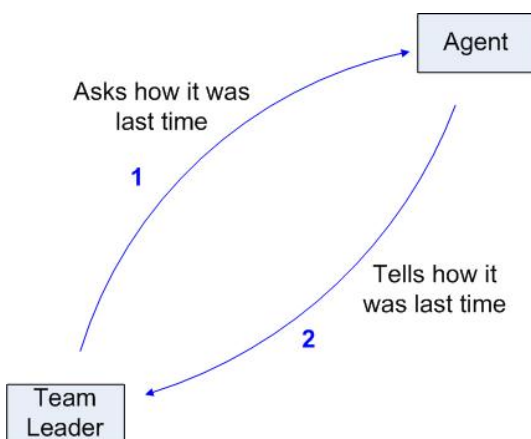 Agent
Asks how it was
last time
1
Tells how it
was last time
2
Team
Leader